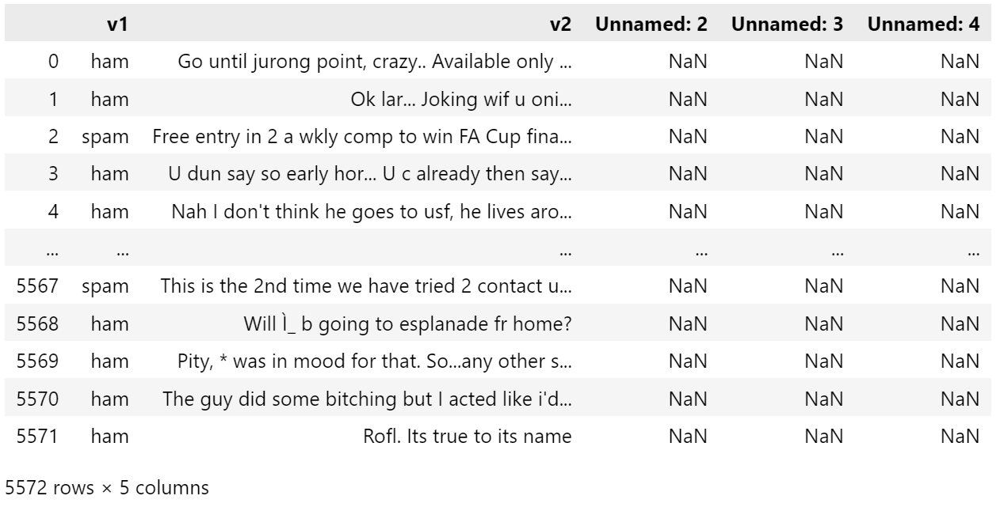 v1 v2 Unnamed: 2 Unnamed: 3 Unnamed: 4
0 ham Go until jurong point, crazy.. Available only ... NaN NaN NaN
1 ham Ok lar... Joking wif u oni... NaN NaN NaN
2 spam Free entry in 2 a wkly comp to win FA Cup fina... NaN NaN NaN
3 ham U dun say so early hor... U c already then say... NaN NaN NaN
4 ham Nah I don't think he goes to usf, he lives aro... NaN NaN NaN
... ... ... ... ... ...
5567 spam This is the 2nd time we have tried 2 contact u... NaN NaN NaN
5568 ham Will Ì_ b going to esplanade fr home? NaN NaN NaN
5569 ham Pity, * was in mood for that. So...any other s... NaN NaN NaN
5570 ham The guy did some bitching but I acted like i'd... NaN NaN NaN
5571 ham Rofl. Its true to its name NaN NaN NaN
5572 rows × 5 columns